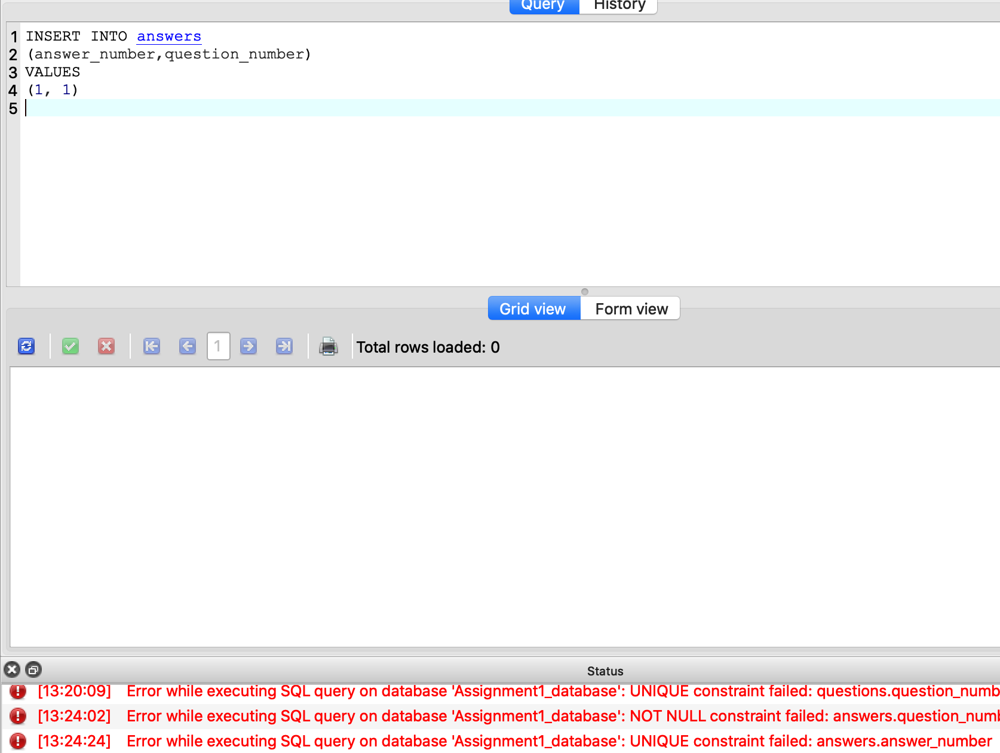 Query History
1 INSERT INTO answers
2 (answer_number,question_number)
3 VALUES
4 (1, 1)
5
Grid view Form view
1 Total rows loaded: 0
Status
[13:20:09] Error while executing SQL query on database 'Assignment1_database': UNIQUE constraint failed: questions.question_numb
[13:24:02] Error while executing SQL query on database 'Assignment1_database': NOT NULL constraint failed: answers.question_numb
[13:24:24] Error while executing SQL query on database 'Assignment1_database': UNIQUE constraint failed: answers.answer_number